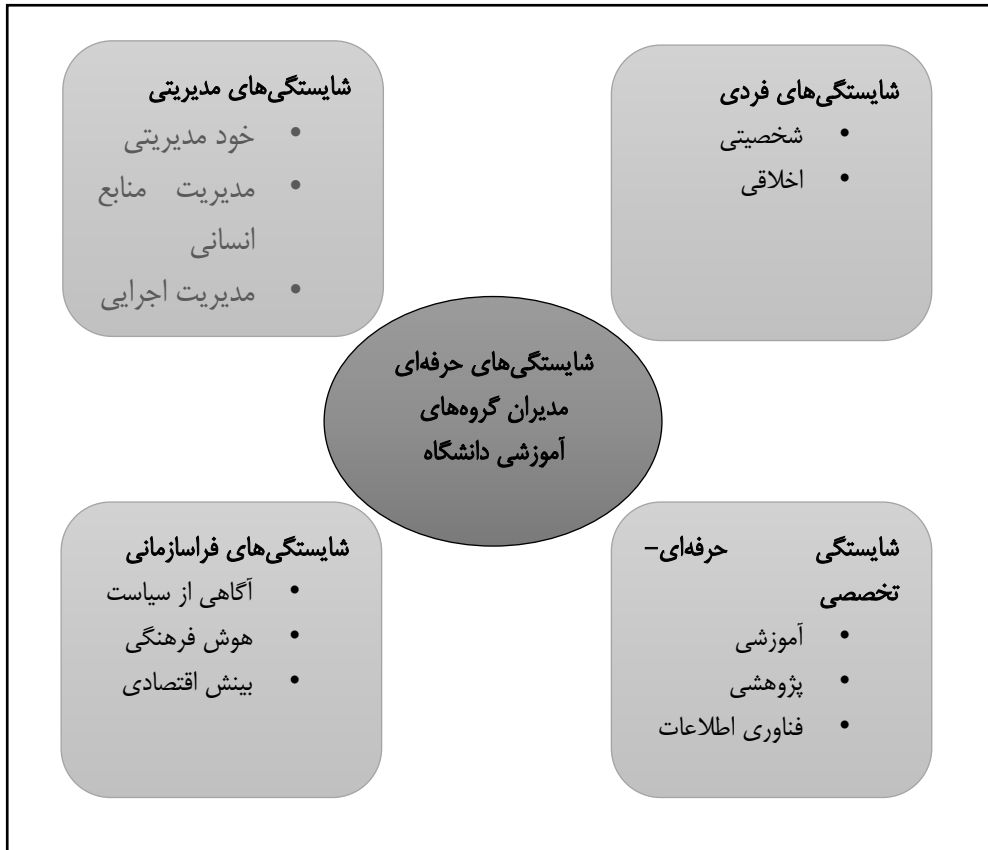 شایستگی‌های فردی
• شخصیتی
• اخلاقی
شایستگی‌های مدیریتی
• خود مدیریتی
• مدیریت منابع
انسانی
• مدیریت اجرایی
شایستگی‌های حرفه‌ای
مدیران گروه‌های
آموزشی دانشگاه
شایستگی حرفه‌ای–
تخصصی
• آموزشی
• پژوهشی
• فناوری اطلاعات
شایستگی‌های فراسازمانی
• آگاهی از سیاست
• هوش فرهنگی
• بینش اقتصادی